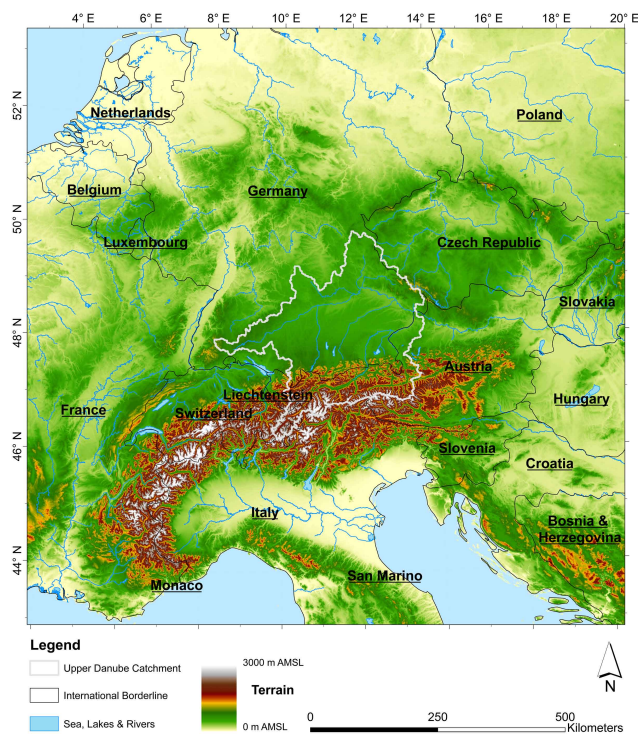 4° E 6° E 8° E 10° E 12° E 14° E 16° E 18° E 20° E
52° N
50° N
48° N
46° N
44° N
Netherlands
Poland
Belgium
Germany
Luxembourg
Czech Republic
Slovakia
Austria
Liechtenstein
Hungary
France
Switzerland
Slovenia
Croatia
Italy
Bosnia &
Herzegovina
San Marino
Monaco
Legend
Upper Danube Catchment
International Borderline
Sea, Lakes & Rivers
3000 m AMSL
Terrain
0 m AMSL
N
0 250 500
Kilometers